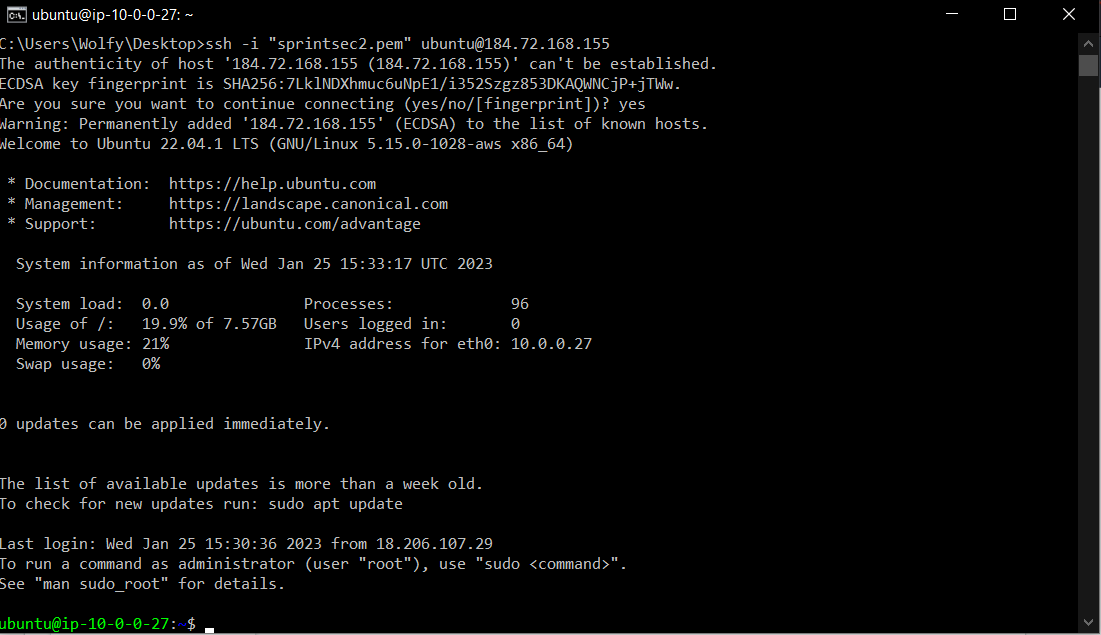 ubuntu@ip-10-0-0-27: ~
C:\Users\Wolfy\Desktop>ssh -i "sprintsec2.pem" ubuntu@184.72.168.155
The authenticity of host '184.72.168.155 (184.72.168.155)' can't be established.
ECDSA key fingerprint is SHA256:7LklNDXhmuc6uNpE1/i352Szgz853DKAQWNCjP+jTWw.
Are you sure you want to continue connecting (yes/no/[fingerprint])? yes
Warning: Permanently added '184.72.168.155' (ECDSA) to the list of known hosts.
Welcome to Ubuntu 22.04.1 LTS (GNU/Linux 5.15.0-1028-aws x86_64)
* Documentation:  https://help.ubuntu.com
* Management:     https://landscape.canonical.com
* Support:        https://ubuntu.com/advantage
System information as of Wed Jan 25 15:33:17 UTC 2023
System load:  0.0               Processes:             96
Usage of /:   19.9% of 7.57GB   Users logged in:       0
Memory usage: 21%               IPv4 address for eth0: 10.0.0.27
Swap usage:   0%
0 updates can be applied immediately.
The list of available updates is more than a week old.
To check for new updates run: sudo apt update
Last login: Wed Jan 25 15:30:36 2023 from 18.206.107.29
To run a command as administrator (user "root"), use "sudo <command>".
See "man sudo_root" for details.
ubuntu@ip-10-0-0-27:~$